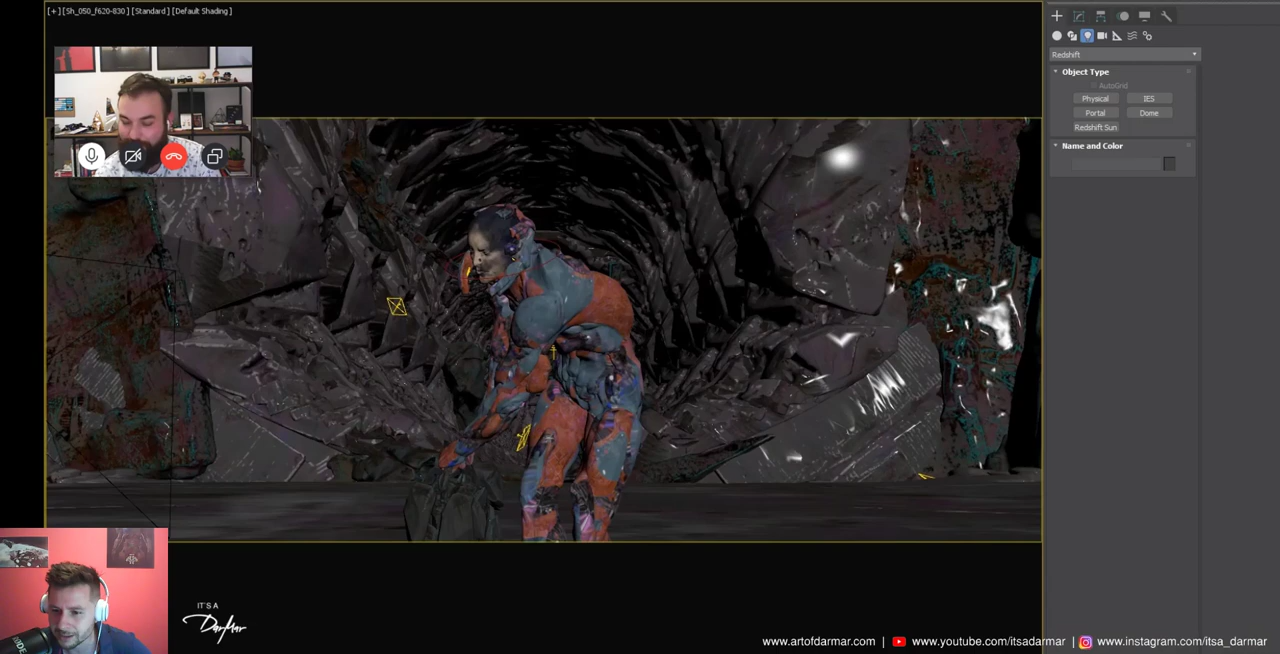 [+] [Sh_050_f620-830] [Standard] [Default Shading]
Redshift
Object Type
AutoGrid
Physical IES
Portal Dome
Redshift Sun
Name and Color
IT'S A
DarMar
www.artofdarmar.com | www.youtube.com/itsadarmar | www.instagram.com/itsa_darmar